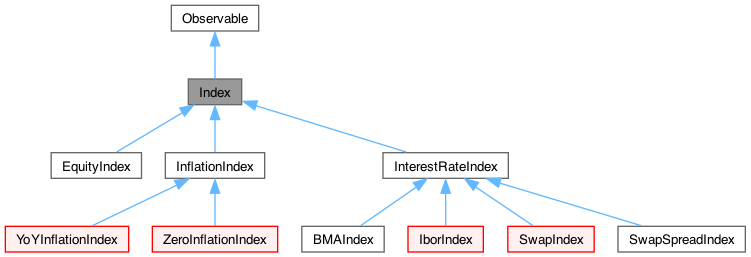 Observable
Index
EquityIndex
InflationIndex
InterestRateIndex
YoYInflationIndex
ZeroInflationIndex
BMAIndex
IborIndex
SwapIndex
SwapSpreadIndex